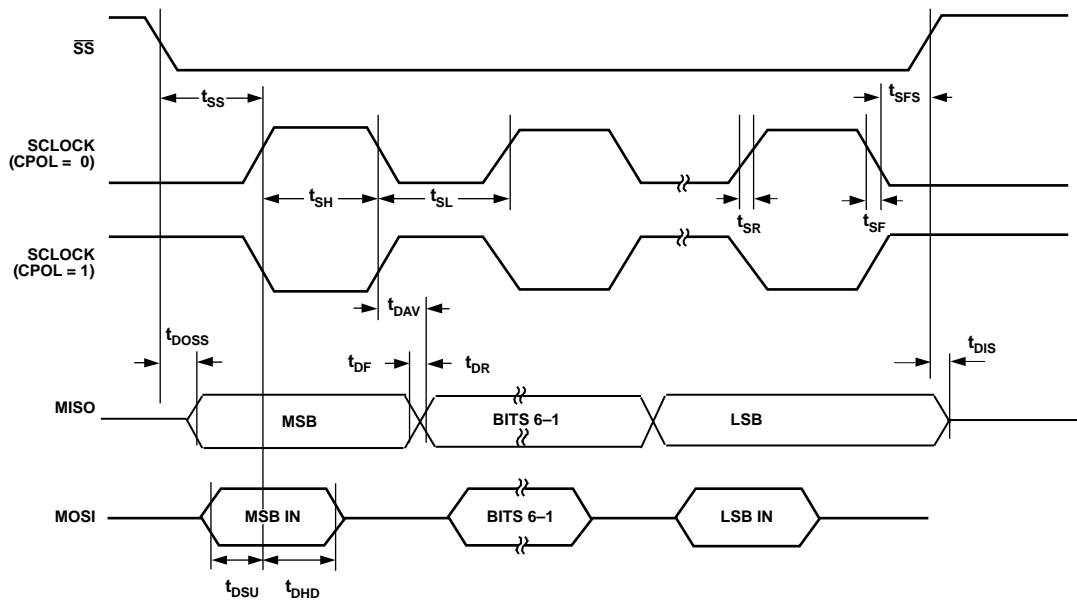 SS
tSS
tSFS
SCLOCK
(CPOL = 0)
tSH
tSL
tSR
tSF
SCLOCK
(CPOL = 1)
tDAV
tDOSS
tDF
tDR
tDIS
MISO
MSB
BITS 6–1
LSB
MOSI
MSB IN
BITS 6–1
LSB IN
tDSU
tDHD